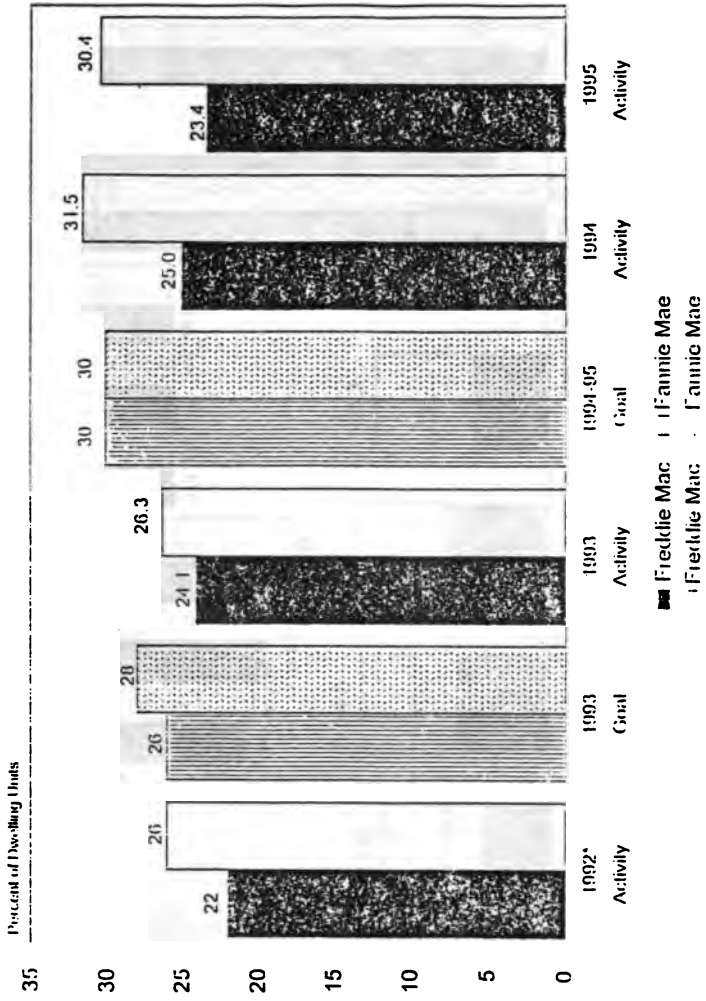 Percent of Dwelling Units
35
30
25
20
15
10
5
0
22
26
26
28
24.1
26.3
30
30
25.0
31.5
23.4
30.4
1992*
Activity
1993
Goal
1993
Activity
1994-95
Goal
1994
Activity
1995
Activity
Freddie Mac Fannie Mae
Freddie Mac Fannie Mae